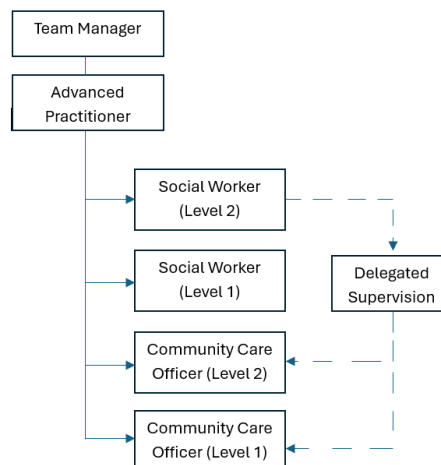 Team Manager
Advanced
Practitioner
Social Worker
(Level 2)
Social Worker
(Level 1)
Delegated
Supervision
Community Care
Officer (Level 2)
Community Care
Officer (Level 1)